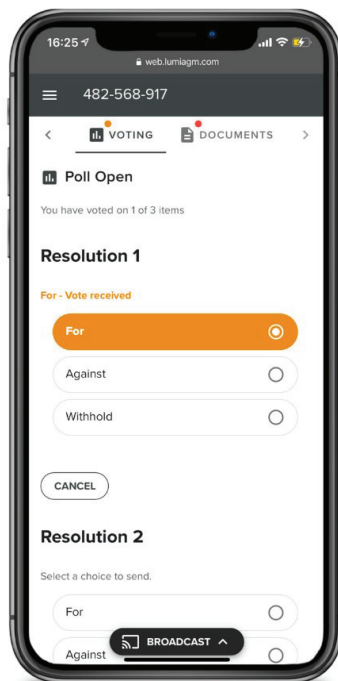 16:25
web.lumiagm.com
482-568-917
VOTING
DOCUMENTS
Poll Open
You have voted on 1 of 3 items
Resolution 1
For - Vote received
For
Against
Withhold
CANCEL
Resolution 2
Select a choice to send.
For
BROADCAST
Against